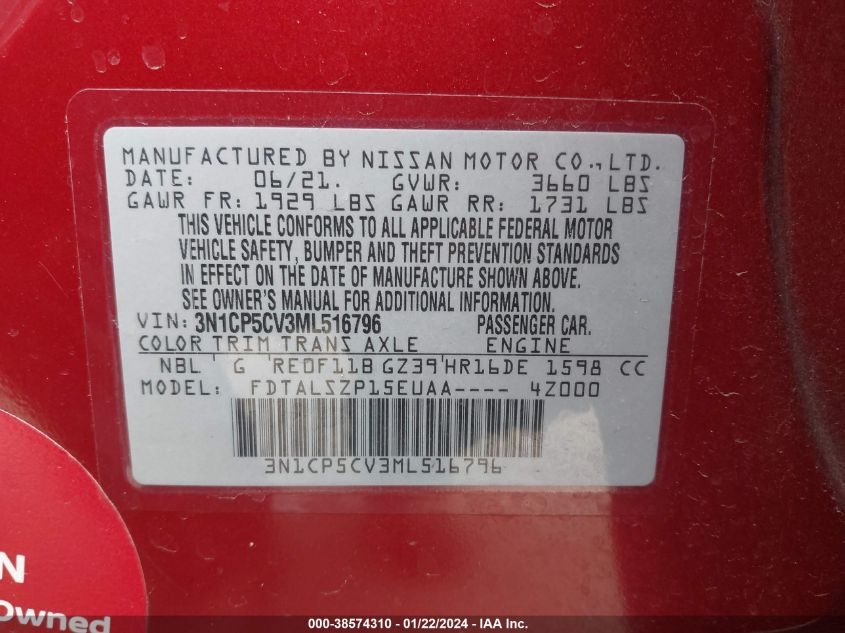 MANUFACTURED BY NISSAN MOTOR CO.,LTD.
DATE: 06/21. GVWR: 3660 LBS
GAWR FR: 1929 LBS GAWR RR: 1731 LBS
THIS VEHICLE CONFORMS TO ALL APPLICABLE FEDERAL MOTOR
VEHICLE SAFETY, BUMPER AND THEFT PREVENTION STANDARDS
IN EFFECT ON THE DATE OF MANUFACTURE SHOWN ABOVE.
SEE OWNER'S MANUAL FOR ADDITIONAL INFORMATION.
VIN: 3N1CP5CV3ML516796 PASSENGER CAR.
COLOR TRIM TRANS AXLE ENGINE
NBL G RE0F11B GZ39 HR16DE 1598 CC
MODEL: FDTALSZP15EUAA---- 4Z000
3N1CP5CV3ML516796
N
Owned
000-38574310 - 01/22/2024 - IAA Inc.